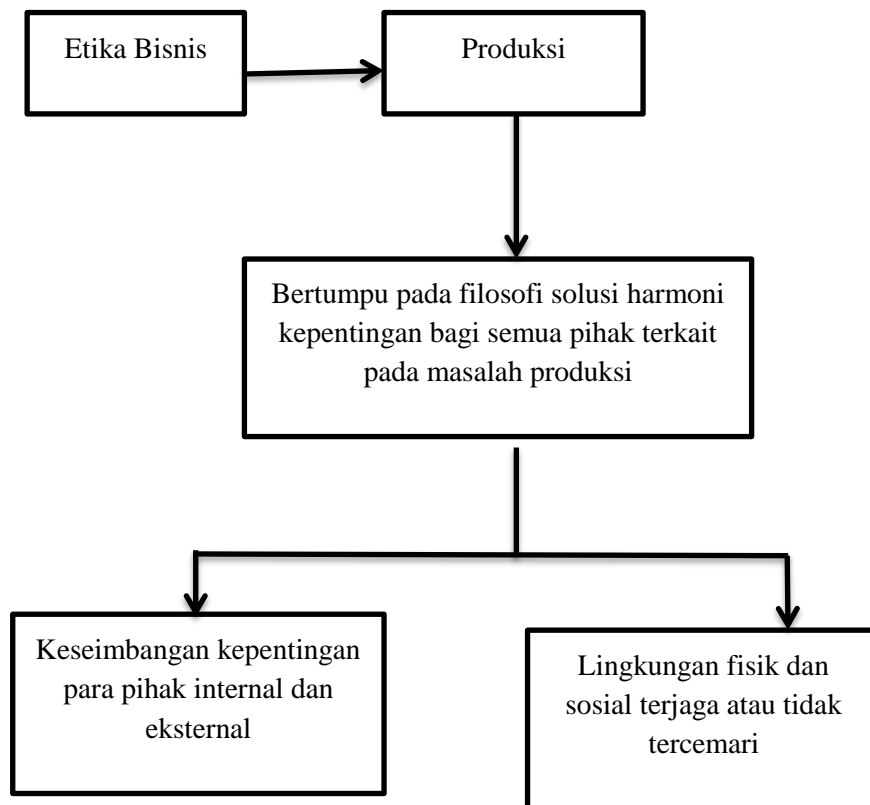 Etika Bisnis
Produksi
Bertumpu pada filosofi solusi harmoni
kepentingan bagi semua pihak terkait
pada masalah produksi
Keseimbangan kepentingan
para pihak internal dan
eksternal
Lingkungan fisik dan
sosial terjaga atau tidak
tercemari